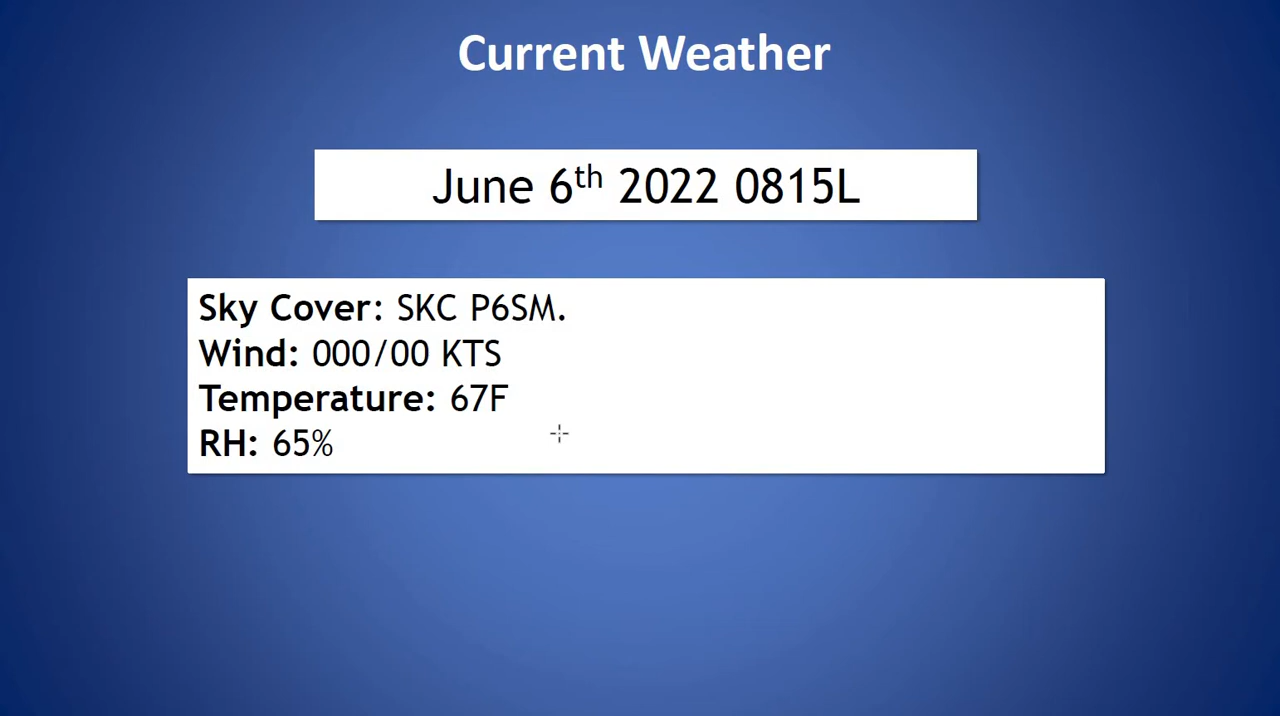 Current Weather
June 6th 2022 0815L
Sky Cover: SKC P6SM.
Wind: 000/00 KTS
Temperature: 67F
RH: 65%